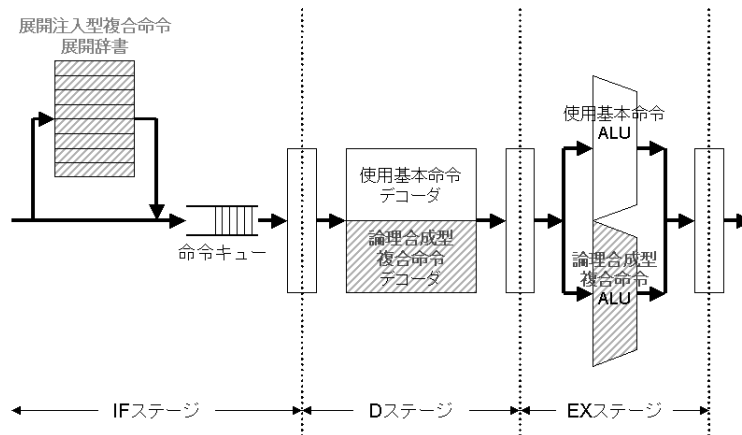 展開注入型複合命令
展開辞書
命令キュー
使用基本命令
デコーダ
論理合成型
複合命令
デコーダ
使用基本命令
ALU
論理合成型
複合命令
ALU
IFステージ
Dステージ
EXステージ